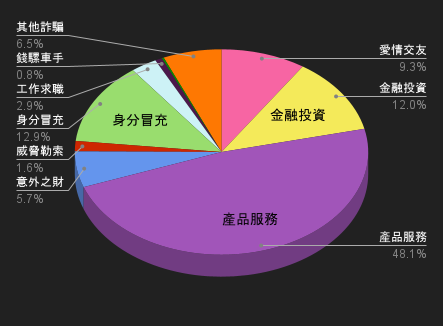 其他詐騙
6.5%
錢騾車手
0.8%
工作求職
2.9%
身分冒充
12.9%
威脅勒索
1.6%
意外之財
5.7%
愛情交友
9.3%
金融投資
12.0%
產品服務
48.1%
身分冒充
金融投資
產品服務